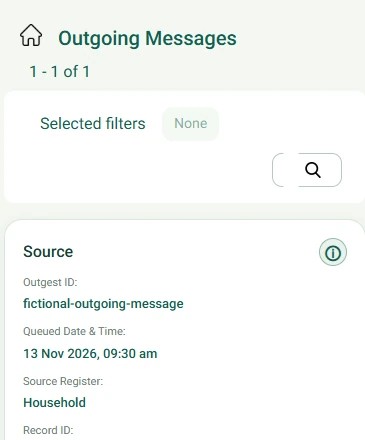 Outgoing Messages
1 - 1 of 1
Selected filters None
Source
Outgest ID:
fictional-outgoing-message
Queued Date & Time:
13 Nov 2026, 09:30 am
Source Register:
Household
Record ID: